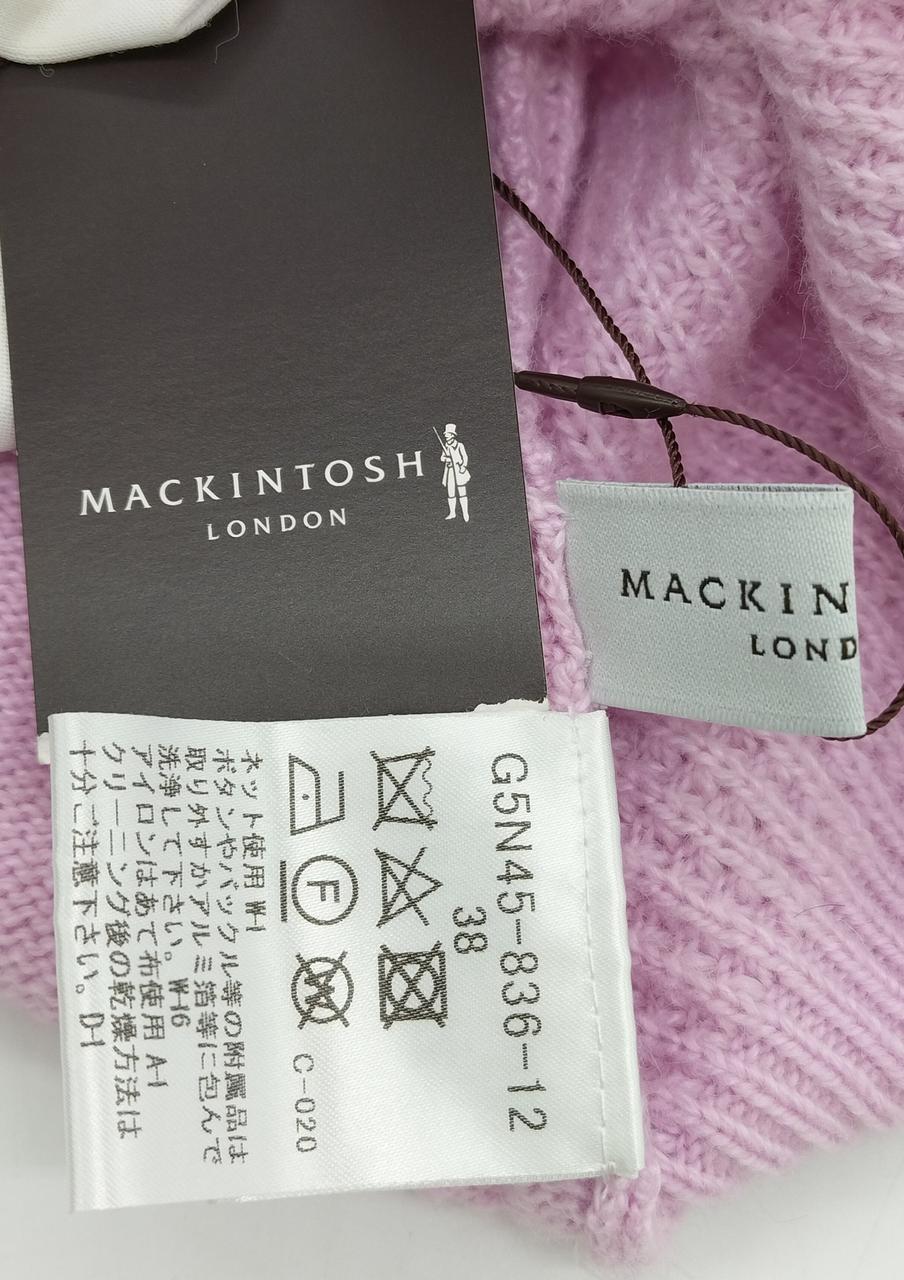 MACKINTOSH
LONDON
MACKIN
LOND
G5N45-836-12
38
F
W
C-020
ネット使用 W-1
ボタンやバックル等の附属品は
取り外すかアルミ箔等に包んで
洗浄して下さい。 W-16
アイロンはあて布使用 A-1
クリーニング後の乾燥方法は
十分ご注意下さい。 D-1